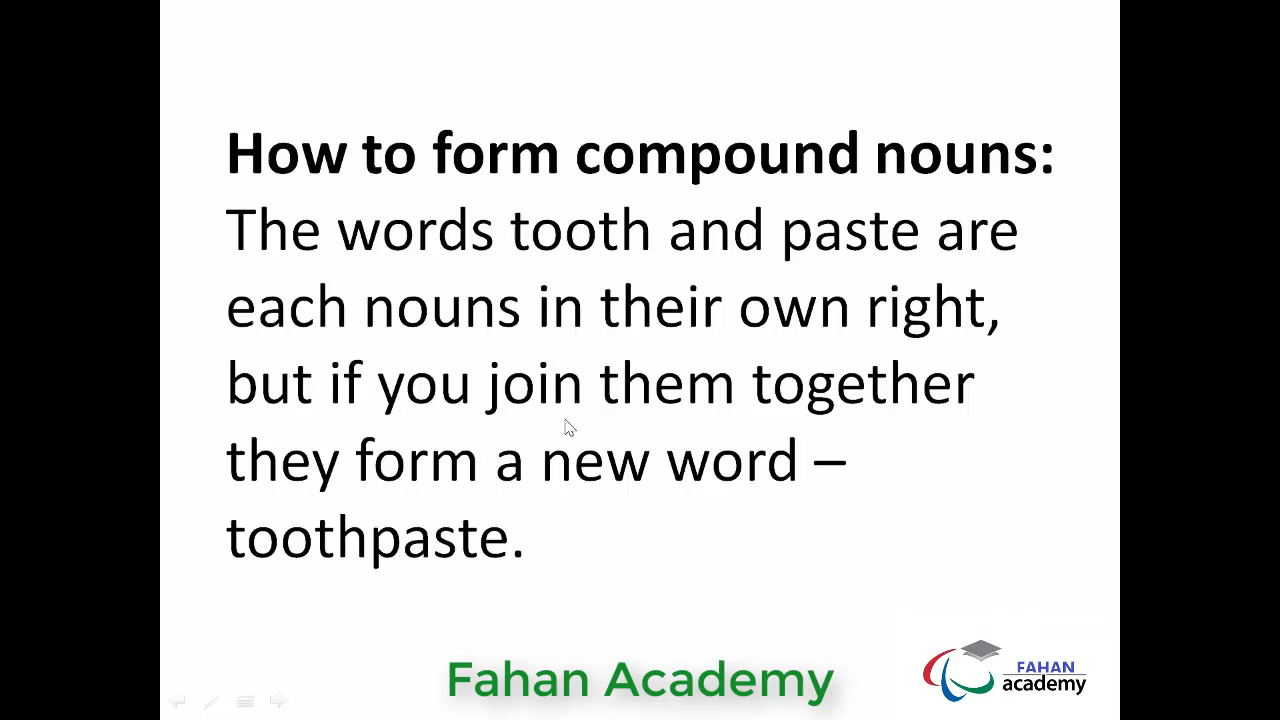 How to form compound nouns:
The words tooth and paste are
each nouns in their own right,
but if you join them together
they form a new word –
toothpaste.
Fahan Academy
FAHAN
academy